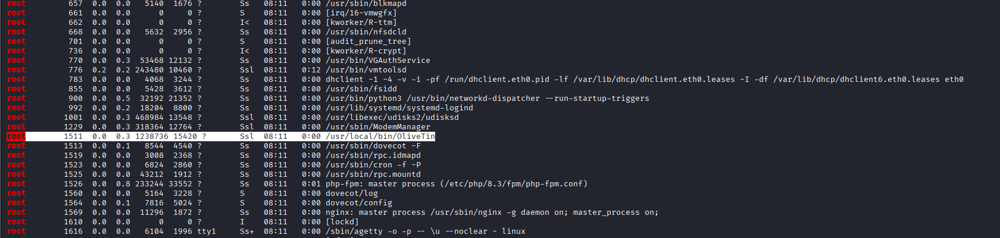 root 657 0.0 0.0 5140 1676 ? Ss 08:11 0:00 /usr/sbin/blkmapd
root 661 0.0 0.0 0 0 ? S 08:11 0:00 [irq/16-vmwgfx]
root 662 0.0 0.0 0 0 ? I< 08:11 0:00 [kworker/R-ttm]
root 668 0.0 0.0 5632 2956 ? Ss 08:11 0:00 /usr/sbin/nfsdcld
root 701 0.0 0.0 0 0 ? S 08:11 0:00 [audit_prune_tree]
root 736 0.0 0.0 0 0 ? I< 08:11 0:00 [kworker/R-crypt]
root 770 0.0 0.3 53468 12132 ? Ss 08:11 0:00 /usr/bin/VGAuthService
root 776 0.2 0.2 243480 10460 ? Ssl 08:11 0:12 /usr/bin/vmtoolsd
root 783 0.0 0.0 4068 3244 ? Ss 08:11 0:00 dhclient -1 -4 -v -i -pf /run/dhclient.eth0.pid -lf /var/lib/dhcp/dhclient.eth0.leases -I -df /var/lib/dhcp/dhclient6.eth0.leases eth0
root 855 0.0 0.0 5428 3612 ? Ss 08:11 0:00 /usr/sbin/fsidd
root 900 0.0 0.5 32192 21352 ? Ss 08:11 0:00 /usr/bin/python3 /usr/bin/networkd-dispatcher --run-startup-triggers
root 992 0.0 0.2 18204 8800 ? Ss 08:11 0:00 /usr/lib/systemd/systemd-logind
root 1001 0.0 0.3 468984 13548 ? Ssl 08:11 0:00 /usr/libexec/udisks2/udisksd
root 1229 0.0 0.3 318364 12764 ? Ssl 08:11 0:00 /usr/sbin/ModemManager
root 1511 0.0 0.3 1238736 15420 ? Ssl 08:11 0:00 /usr/local/bin/OliveTin
root 1513 0.0 0.1 8544 4540 ? Ss 08:11 0:00 /usr/sbin/dovecot -F
root 1519 0.0 0.0 3008 2368 ? Ss 08:11 0:00 /usr/sbin/rpc.idmapd
root 1523 0.0 0.0 6824 2860 ? Ss 08:11 0:00 /usr/sbin/cron -f -P
root 1525 0.0 0.0 43212 1912 ? Ss 08:11 0:00 /usr/sbin/rpc.mountd
root 1526 0.0 0.8 233244 33552 ? Ss 08:11 0:01 php-fpm: master process (/etc/php/8.3/fpm/php-fpm.conf)
root 1560 0.0 0.0 5164 3228 ? S 08:11 0:00 dovecot/log
root 1564 0.0 0.1 7816 5024 ? S 08:11 0:00 dovecot/config
root 1569 0.0 0.0 11296 1872 ? Ss 08:11 0:00 nginx: master process /usr/sbin/nginx -g daemon on; master_process on;
root 1610 0.0 0.0 0 0 ? I 08:11 0:00 [lockd]
root 1616 0.0 0.0 6104 1996 tty1 Ss+ 08:11 0:00 /sbin/agetty -o -p -- \u --noclear - linux